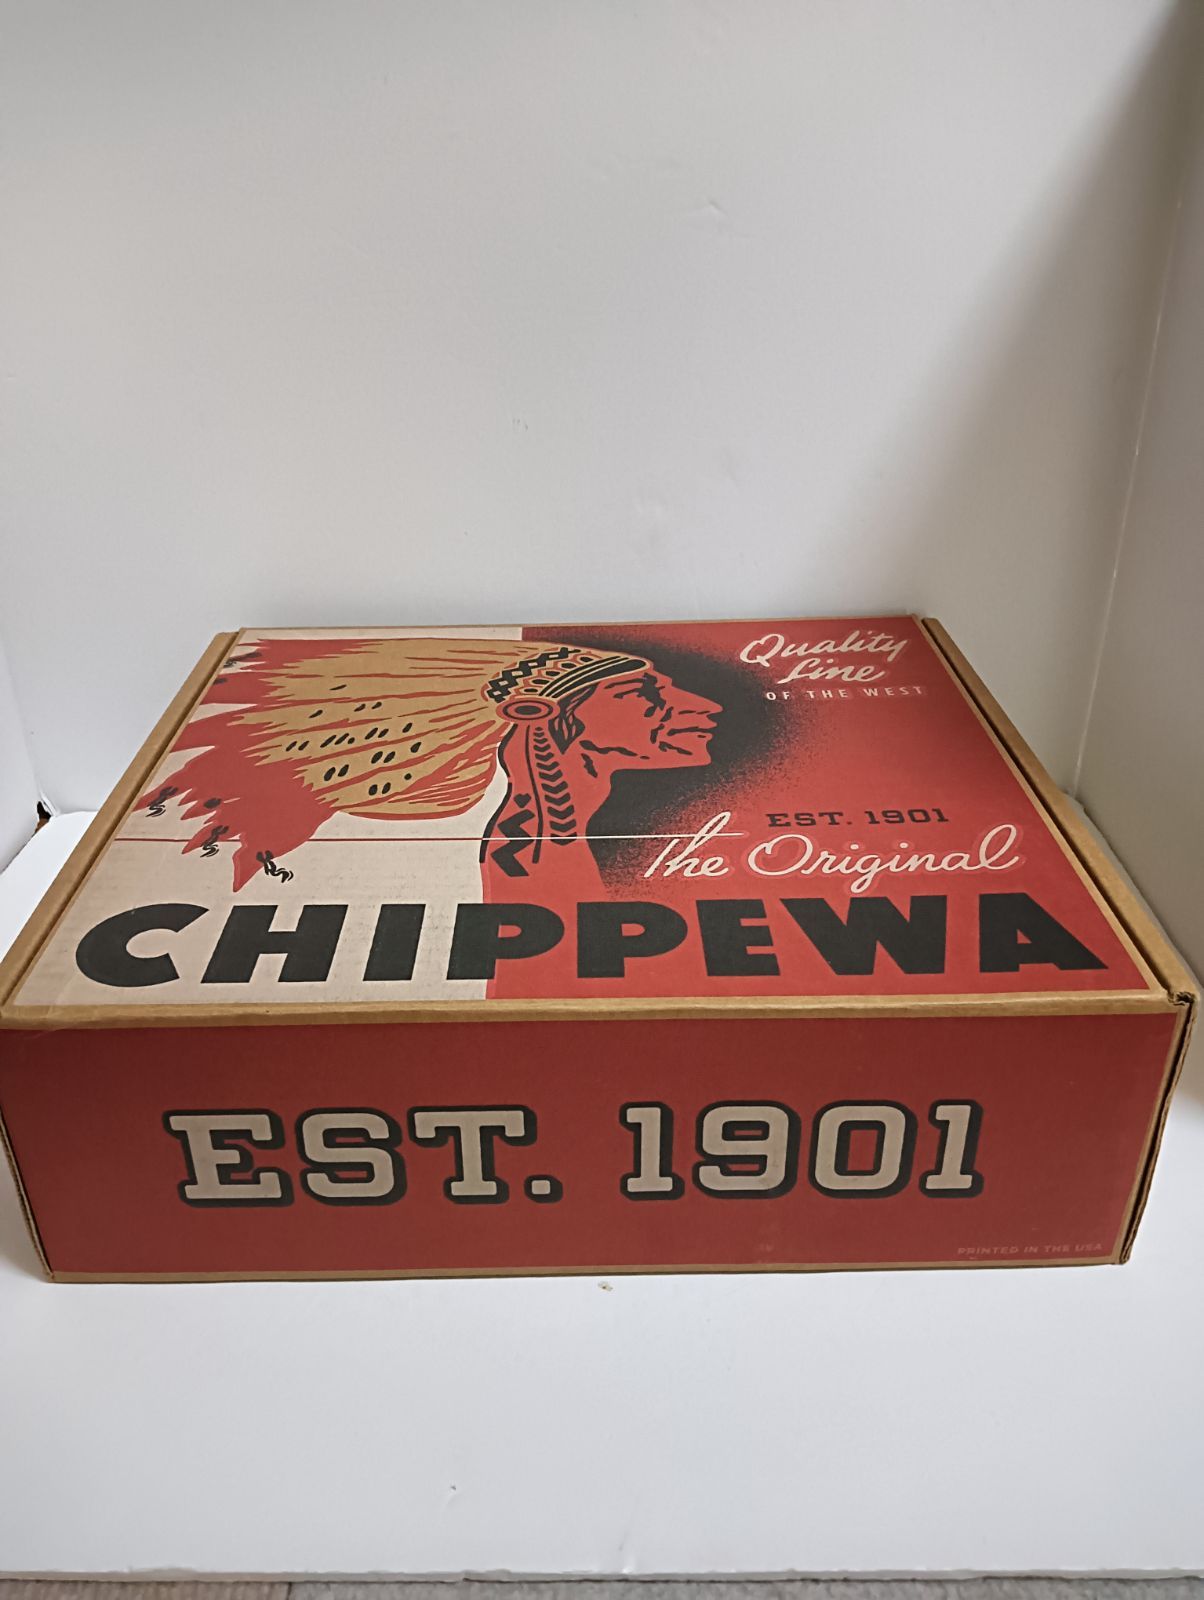 Quality
Line
OF THE WEST
EST. 1901
The Original
CHIPPEWA
EST. 1901
PRINTED IN THE USA